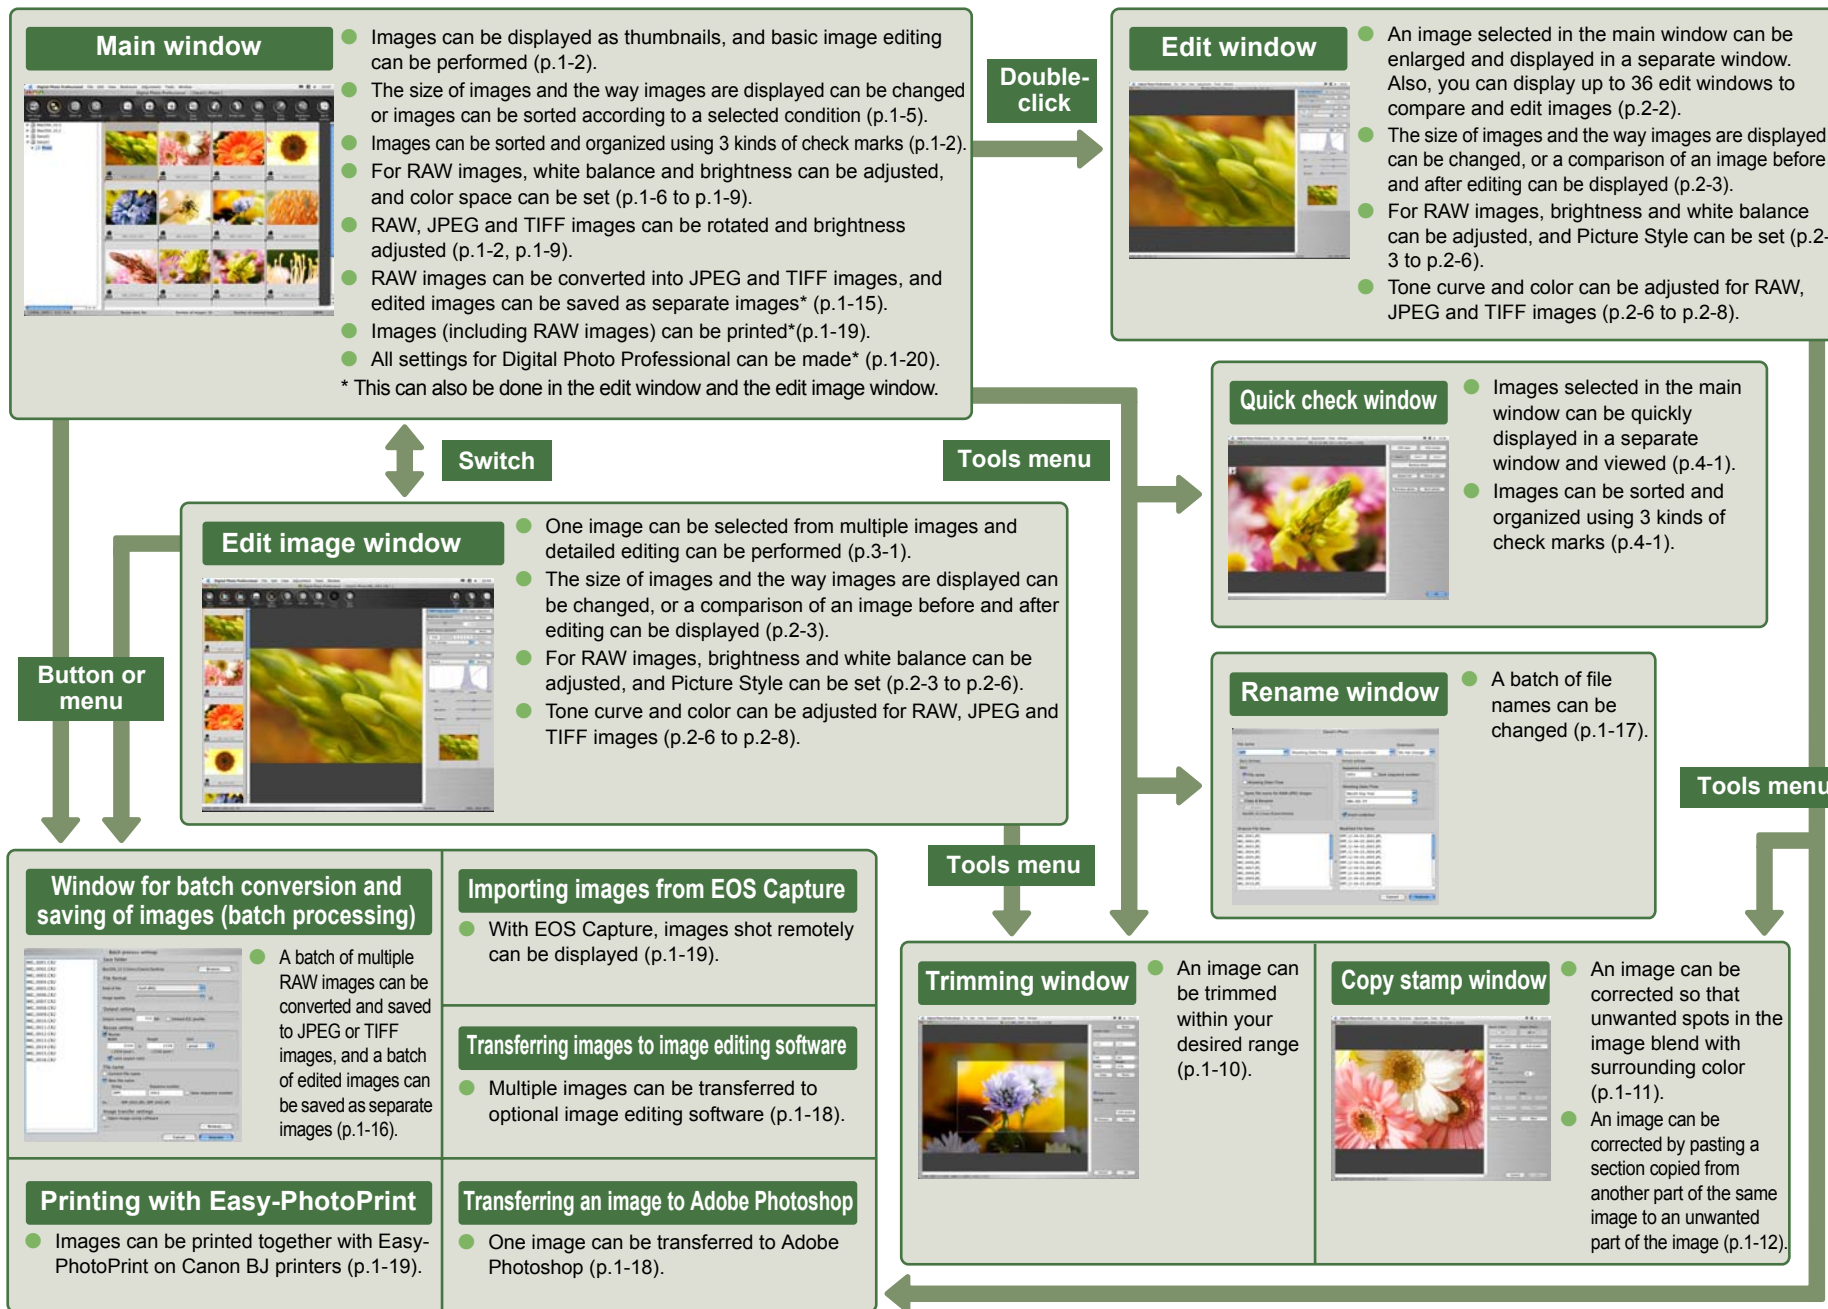 Main window
Images can be displayed as thumbnails, and basic image editing
can be performed (p.1-2).
The size of images and the way images are displayed can be changed
or images can be sorted according to a selected condition (p.1-5).
Images can be sorted and organized using 3 kinds of check marks (p.1-2).
For RAW images, white balance and brightness can be adjusted,
and color space can be set (p.1-6 to p.1-9).
RAW, JPEG and TIFF images can be rotated and brightness
adjusted (p.1-2, p.1-9).
RAW images can be converted into JPEG and TIFF images, and
edited images can be saved as separate images* (p.1-15).
Images (including RAW images) can be printed*(p.1-19).
All settings for Digital Photo Professional can be made* (p.1-20).
* This can also be done in the edit window and the edit image window.
Double-
click
Edit window
An image selected in the main window can be
enlarged and displayed in a separate window.
Also, you can display up to 36 edit windows to
compare and edit images (p.2-2).
The size of images and the way images are displayed
can be changed, or a comparison of an image before
and after editing can be displayed (p.2-3).
For RAW images, brightness and white balance
can be adjusted, and Picture Style can be set (p.2-
3 to p.2-6).
Tone curve and color can be adjusted for RAW,
JPEG and TIFF images (p.2-6 to p.2-8).
Switch
Tools menu
Quick check window
Images selected in the main
window can be quickly
displayed in a separate
window and viewed (p.4-1).
Images can be sorted and
organized using 3 kinds of
check marks (p.4-1).
Edit image window
One image can be selected from multiple images and
detailed editing can be performed (p.3-1).
The size of images and the way images are displayed can
be changed, or a comparison of an image before and after
editing can be displayed (p.2-3).
For RAW images, brightness and white balance can be
adjusted, and Picture Style can be set (p.2-3 to p.2-6).
Tone curve and color can be adjusted for RAW, JPEG and
TIFF images (p.2-6 to p.2-8).
Button or
menu
Rename window
A batch of file
names can be
changed (p.1-17).
Tools menu
Tools menu
Window for batch conversion and
saving of images (batch processing)
A batch of multiple
RAW images can be
converted and saved
to JPEG or TIFF
images, and a batch
of edited images can
be saved as separate
images (p.1-16).
Importing images from EOS Capture
With EOS Capture, images shot remotely
can be displayed (p.1-19).
Transferring images to image editing software
Multiple images can be transferred to
optional image editing software (p.1-18).
Printing with Easy-PhotoPrint
Images can be printed together with Easy-
PhotoPrint on Canon BJ printers (p.1-19).
Transferring an image to Adobe Photoshop
One image can be transferred to Adobe
Photoshop (p.1-18).
Trimming window
An image can
be trimmed
within your
desired range
(p.1-10).
Copy stamp window
An image can be
corrected so that
unwanted spots in the
image blend with
surrounding color
(p.1-11).
An image can be
corrected by pasting a
section copied from
another part of the same
image to an unwanted
part of the image (p.1-12).